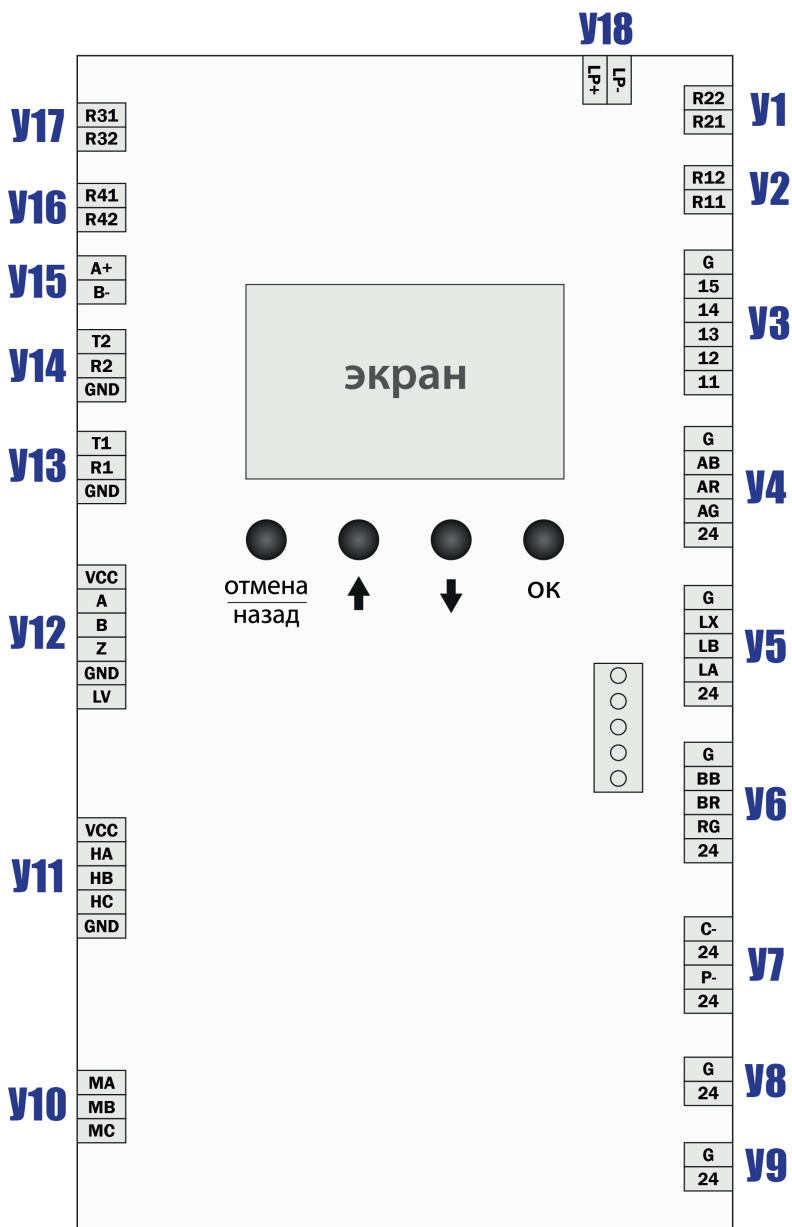 У18
LP+
LP-
У17
R31
R32
У16
R41
R42
У15
A+
B-
У14
T2
R2
GND
У13
T1
R1
GND
У12
VCC
A
B
Z
GND
LV
У11
VCC
HA
HB
HC
GND
У10
MA
MB
MC
экран
отмена
назад
ОК
R22
R21
У1
R12
R11
У2
G
15
14
13
12
11
У3
G
AB
AR
AG
24
У4
G
LX
LB
LA
24
У5
G
BB
BR
RG
24
У6
C-
24
P-
24
У7
G
24
У8
G
24
У9